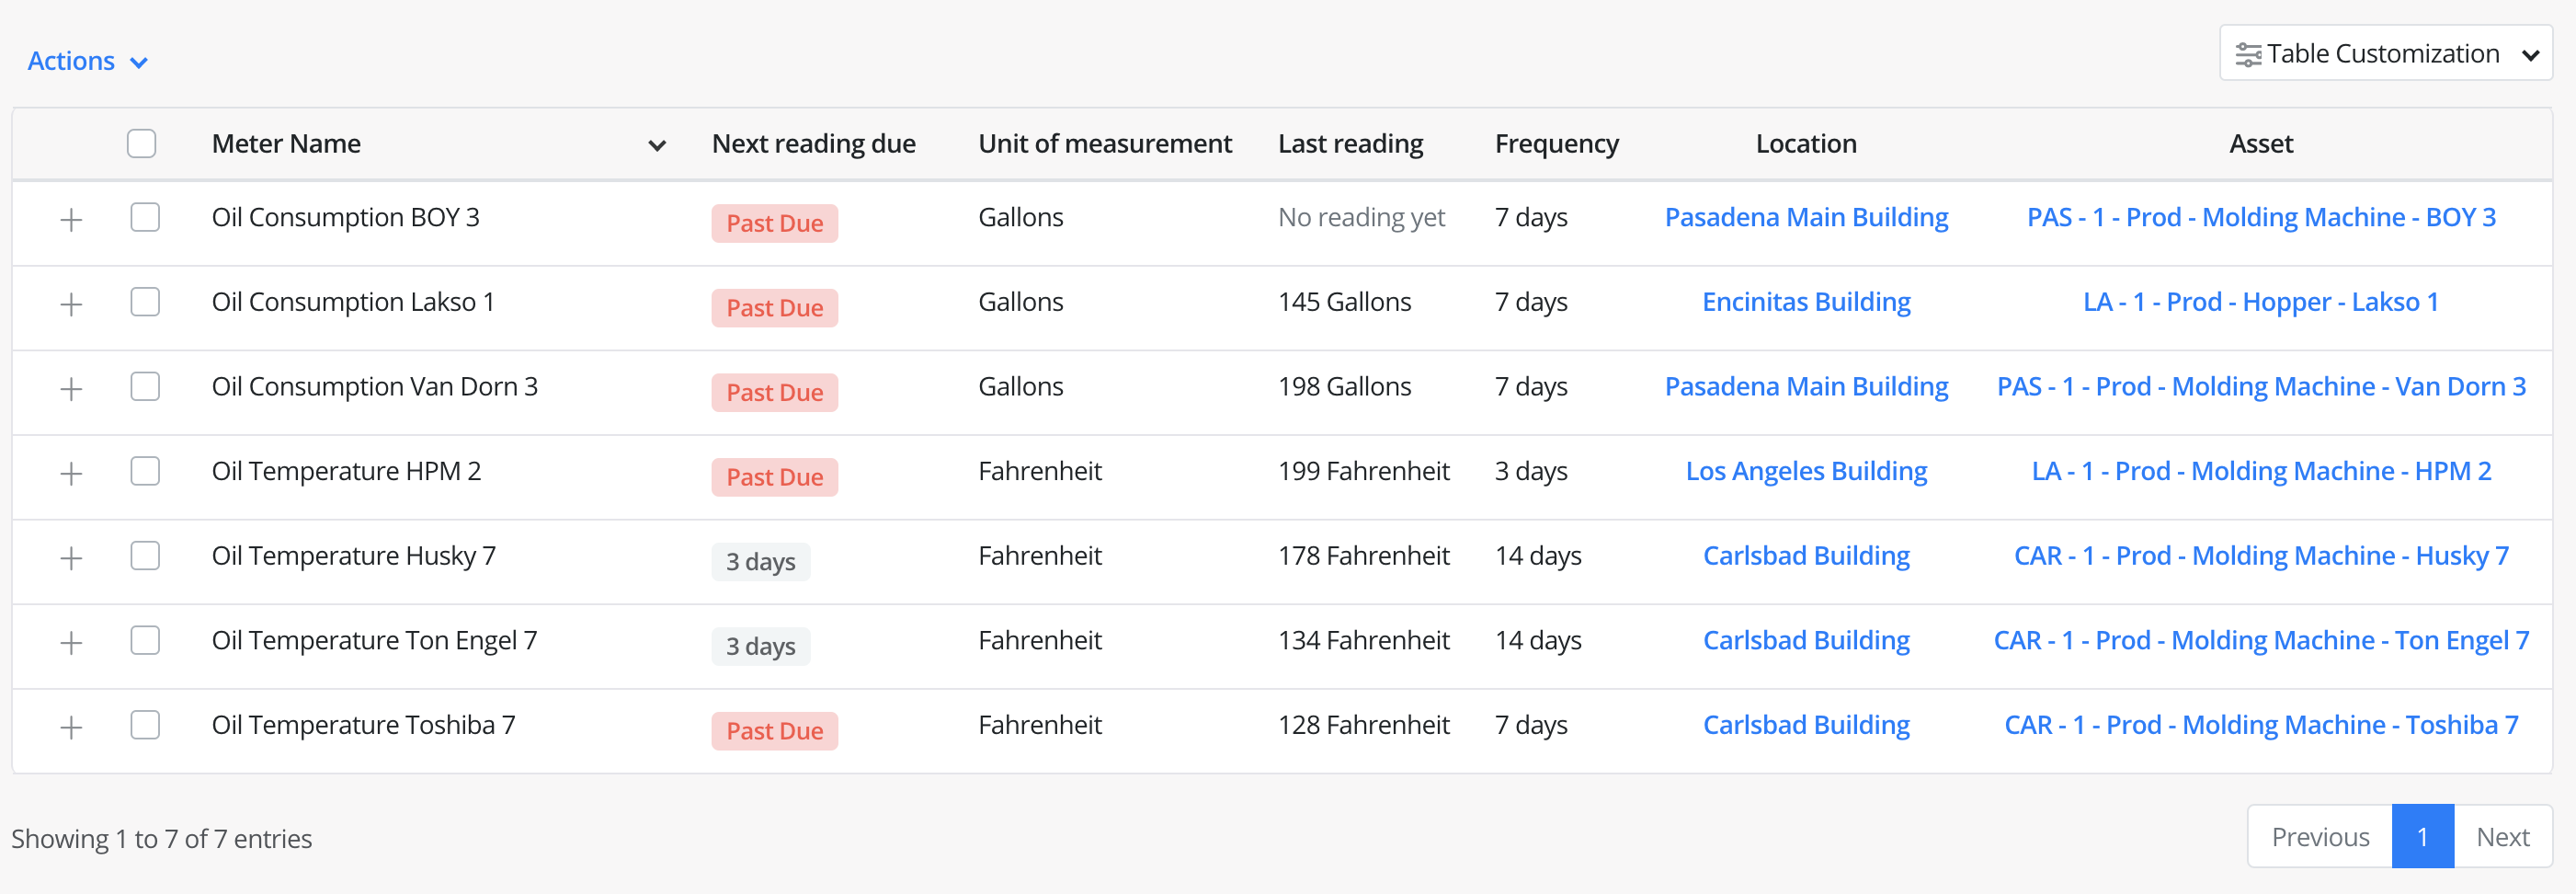 Actions
Table Customization
Meter Name Next reading due Unit of measurement Last reading Frequency Location Asset
Oil Consumption BOY 3 Past Due Gallons No reading yet 7 days Pasadena Main Building PAS - 1 - Prod - Molding Machine - BOY 3
Oil Consumption Lakso 1 Past Due Gallons 145 Gallons 7 days Encinitas Building LA - 1 - Prod - Hopper - Lakso 1
Oil Consumption Van Dorn 3 Past Due Gallons 198 Gallons 7 days Pasadena Main Building PAS - 1 - Prod - Molding Machine - Van Dorn 3
Oil Temperature HPM 2 Past Due Fahrenheit 199 Fahrenheit 3 days Los Angeles Building LA - 1 - Prod - Molding Machine - HPM 2
Oil Temperature Husky 7 3 days Fahrenheit 178 Fahrenheit 14 days Carlsbad Building CAR - 1 - Prod - Molding Machine - Husky 7
Oil Temperature Ton Engel 7 3 days Fahrenheit 134 Fahrenheit 14 days Carlsbad Building CAR - 1 - Prod - Molding Machine - Ton Engel 7
Oil Temperature Toshiba 7 Past Due Fahrenheit 128 Fahrenheit 7 days Carlsbad Building CAR - 1 - Prod - Molding Machine - Toshiba 7
Showing 1 to 7 of 7 entries
Previous 1 Next